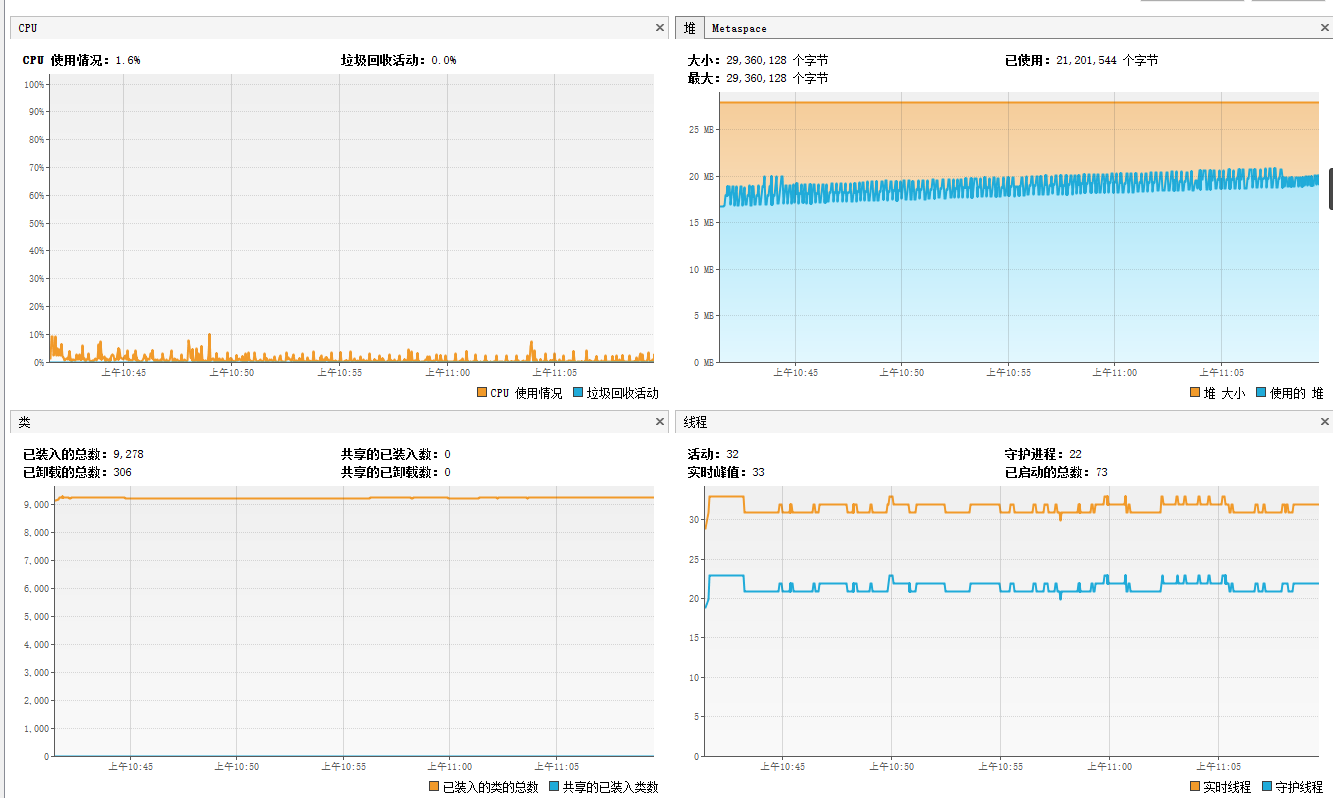 CPU
CPU 使用情况: 1.6%
垃圾回收活动: 0.0%
100%
90%
80%
70%
60%
50%
40%
30%
20%
10%
0%
上午10:45
上午10:50
上午10:55
上午11:00
上午11:05
CPU 使用情况
垃圾回收活动
堆
Metaspace
大小: 29,360,128 个字节
已使用: 21,201,544 个字节
最大: 29,360,128 个字节
25 MB
20 MB
15 MB
10 MB
5 MB
0 MB
上午10:45
上午10:50
上午10:55
上午11:00
上午11:05
堆 大小
使用的 堆
类
已装入的总数: 9,278
共享的已装入数: 0
已卸载的总数: 306
共享的已卸载数: 0
9,000
8,000
7,000
6,000
5,000
4,000
3,000
2,000
1,000
0
上午10:45
上午10:50
上午10:55
上午11:00
上午11:05
已装入的类的总数
共享的已装入类数
线程
活动: 32
守护进程: 22
实时峰值: 33
已启动的总数: 73
30
25
20
15
10
5
0
上午10:45
上午10:50
上午10:55
上午11:00
上午11:05
实时线程
守护线程